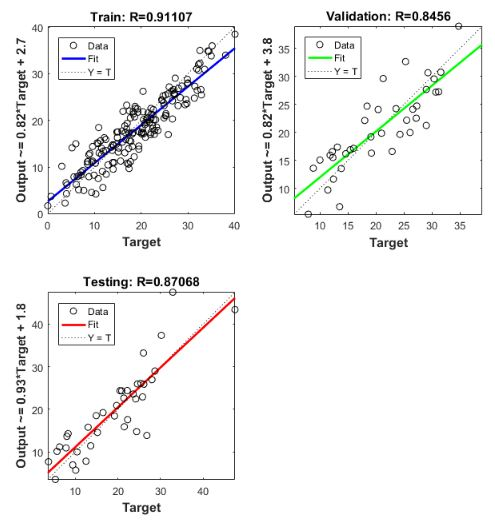 Train: R=0.91107
Output ~= 0.82*Target + 2.7
40
30
20
10
0
Data
Fit
Y = T
0
10
20
30
40
Target
Validation: R=0.8456
Output ~= 0.82*Target + 3.8
35
30
25
20
15
10
Data
Fit
Y = T
10
15
20
25
30
35
Target
Testing: R=0.87068
Output ~= 0.93*Target + 1.8
40
30
20
10
Data
Fit
Y = T
10
20
30
40
Target